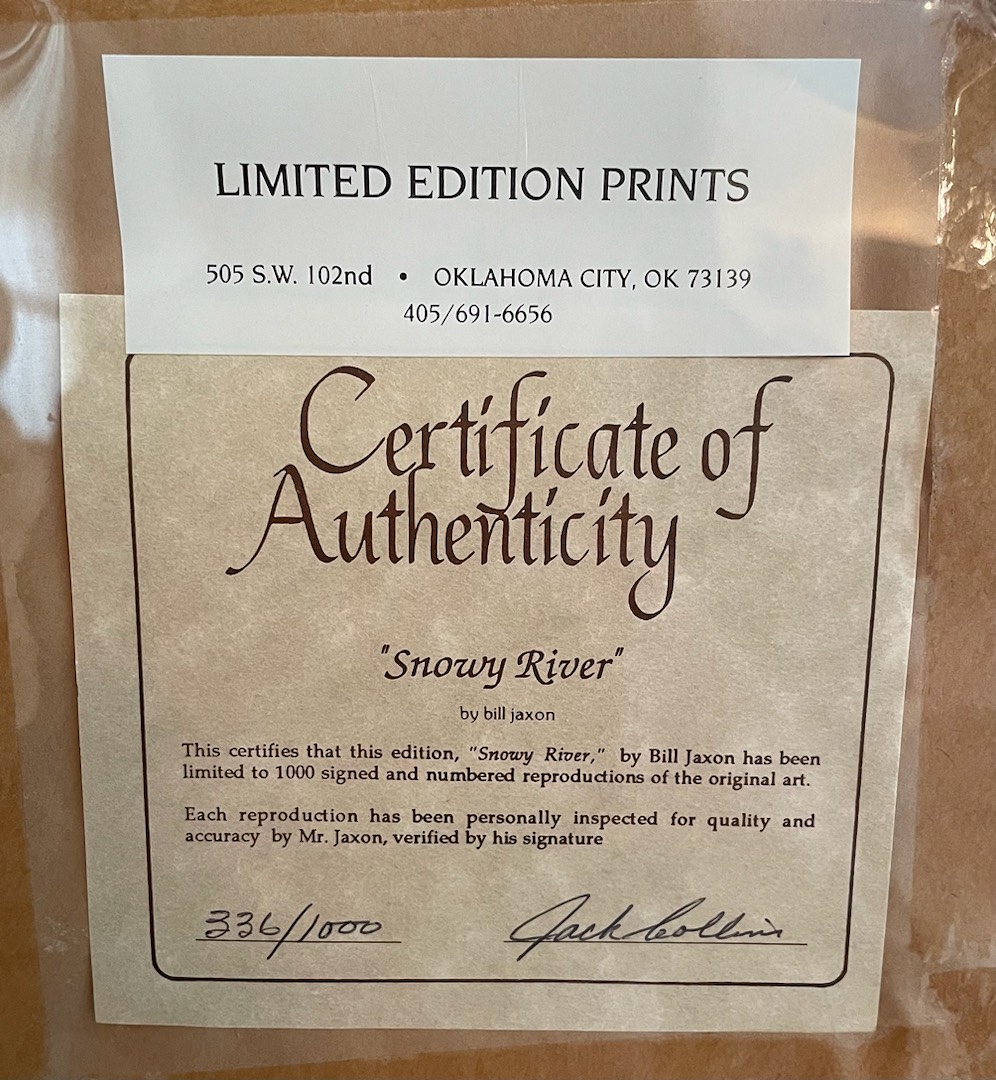 LIMITED EDITION PRINTS
505 S.W. 102nd • OKLAHOMA CITY, OK 73139
405/691-6656
Certificate of
Authenticity
"Snowy River"
by bill jaxon
This certifies that this edition, "Snowy River," by Bill Jaxon has been
limited to 1000 signed and numbered reproductions of the original art.
Each reproduction has been personally inspected for quality and
accuracy by Mr. Jaxon, verified by his signature
336/1000 Jack Collins